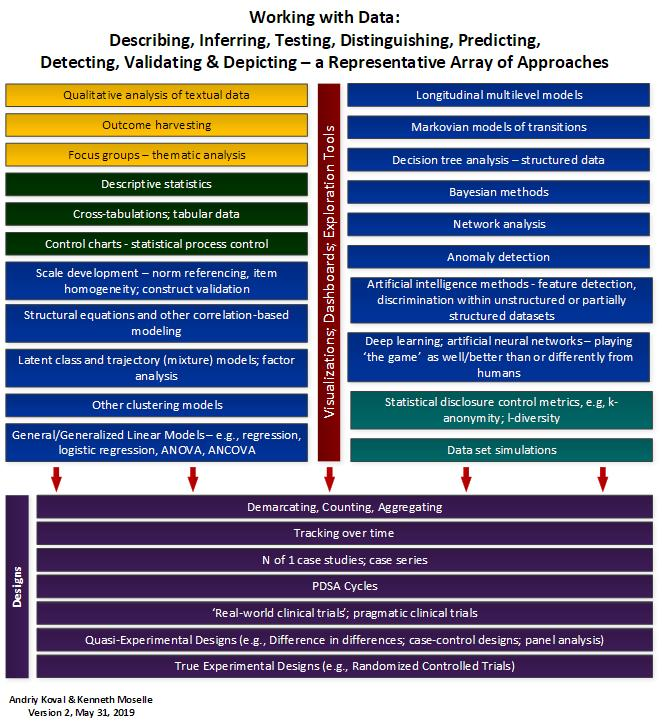 Working with Data:
Describing, Inferring, Testing, Distinguishing, Predicting,
Detecting, Validating & Depicting – a Representative Array of Approaches
Qualitative analysis of textual data
Outcome harvesting
Focus groups – thematic analysis
Descriptive statistics
Cross-tabulations; tabular data
Control charts - statistical process control
Scale development – norm referencing, item
homogeneity; construct validation
Structural equations and other correlation-based
modeling
Latent class and trajectory (mixture) models; factor
analysis
Other clustering models
General/Generalized Linear Models – e.g., regression,
logistic regression, ANOVA, ANCOVA
Visualizations; Dashboards; Exploration Tools
Longitudinal multilevel models
Markovian models of transitions
Decision tree analysis – structured data
Bayesian methods
Network analysis
Anomaly detection
Artificial intelligence methods - feature detection,
discrimination within unstructured or partially
structured datasets
Deep learning; artificial neural networks – playing
‘the game’ as well/better than or differently from
humans
Statistical disclosure control metrics, e.g, k-
anonymity; l-diversity
Data set simulations
Designs
Demarcating, Counting, Aggregating
Tracking over time
N of 1 case studies; case series
PDSA Cycles
‘Real-world clinical trials’; pragmatic clinical trials
Quasi-Experimental Designs (e.g., Difference in differences; case-control designs; panel analysis)
True Experimental Designs (e.g., Randomized Controlled Trials)
Andriy Koval & Kenneth Moselle
Version 2, May 31, 2019